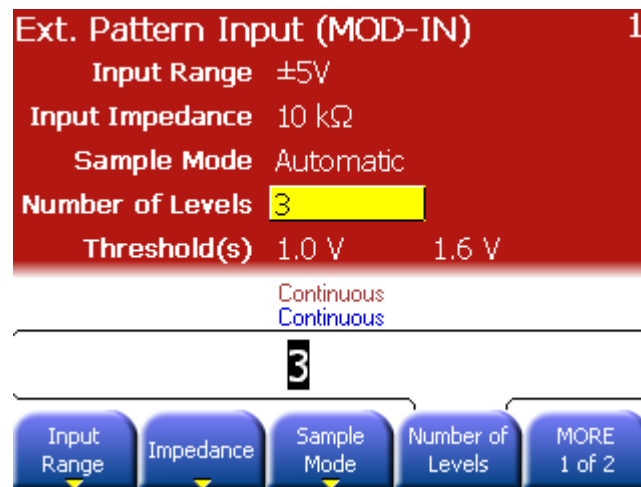 Ext. Pattern Input (MOD-IN) 1
Input Range ±5V
Input Impedance 10 kΩ
Sample Mode Automatic
Number of Levels 3
Threshold(s) 1.0 V 1.6 V
Continuous
Continuous
3
Input Range
Impedance
Sample Mode
Number of Levels
MORE 1 of 2